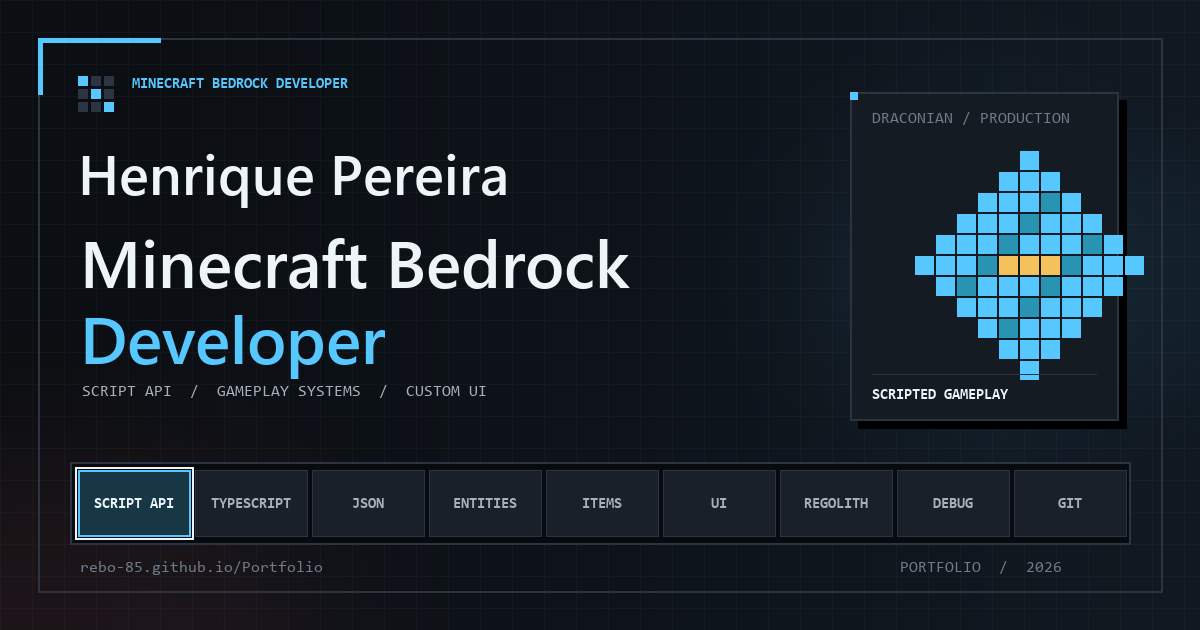 MINECRAFT BEDROCK DEVELOPER
Henrique Pereira
Minecraft Bedrock
Developer
SCRIPT API / GAMEPLAY SYSTEMS / CUSTOM UI
DRACONIAN / PRODUCTION
SCRIPTED GAMEPLAY
SCRIPT API TYPESCRIPT JSON ENTITIES ITEMS UI REGOLITH DEBUG GIT
rebo-85.github.io/Portfolio
PORTFOLIO / 2026